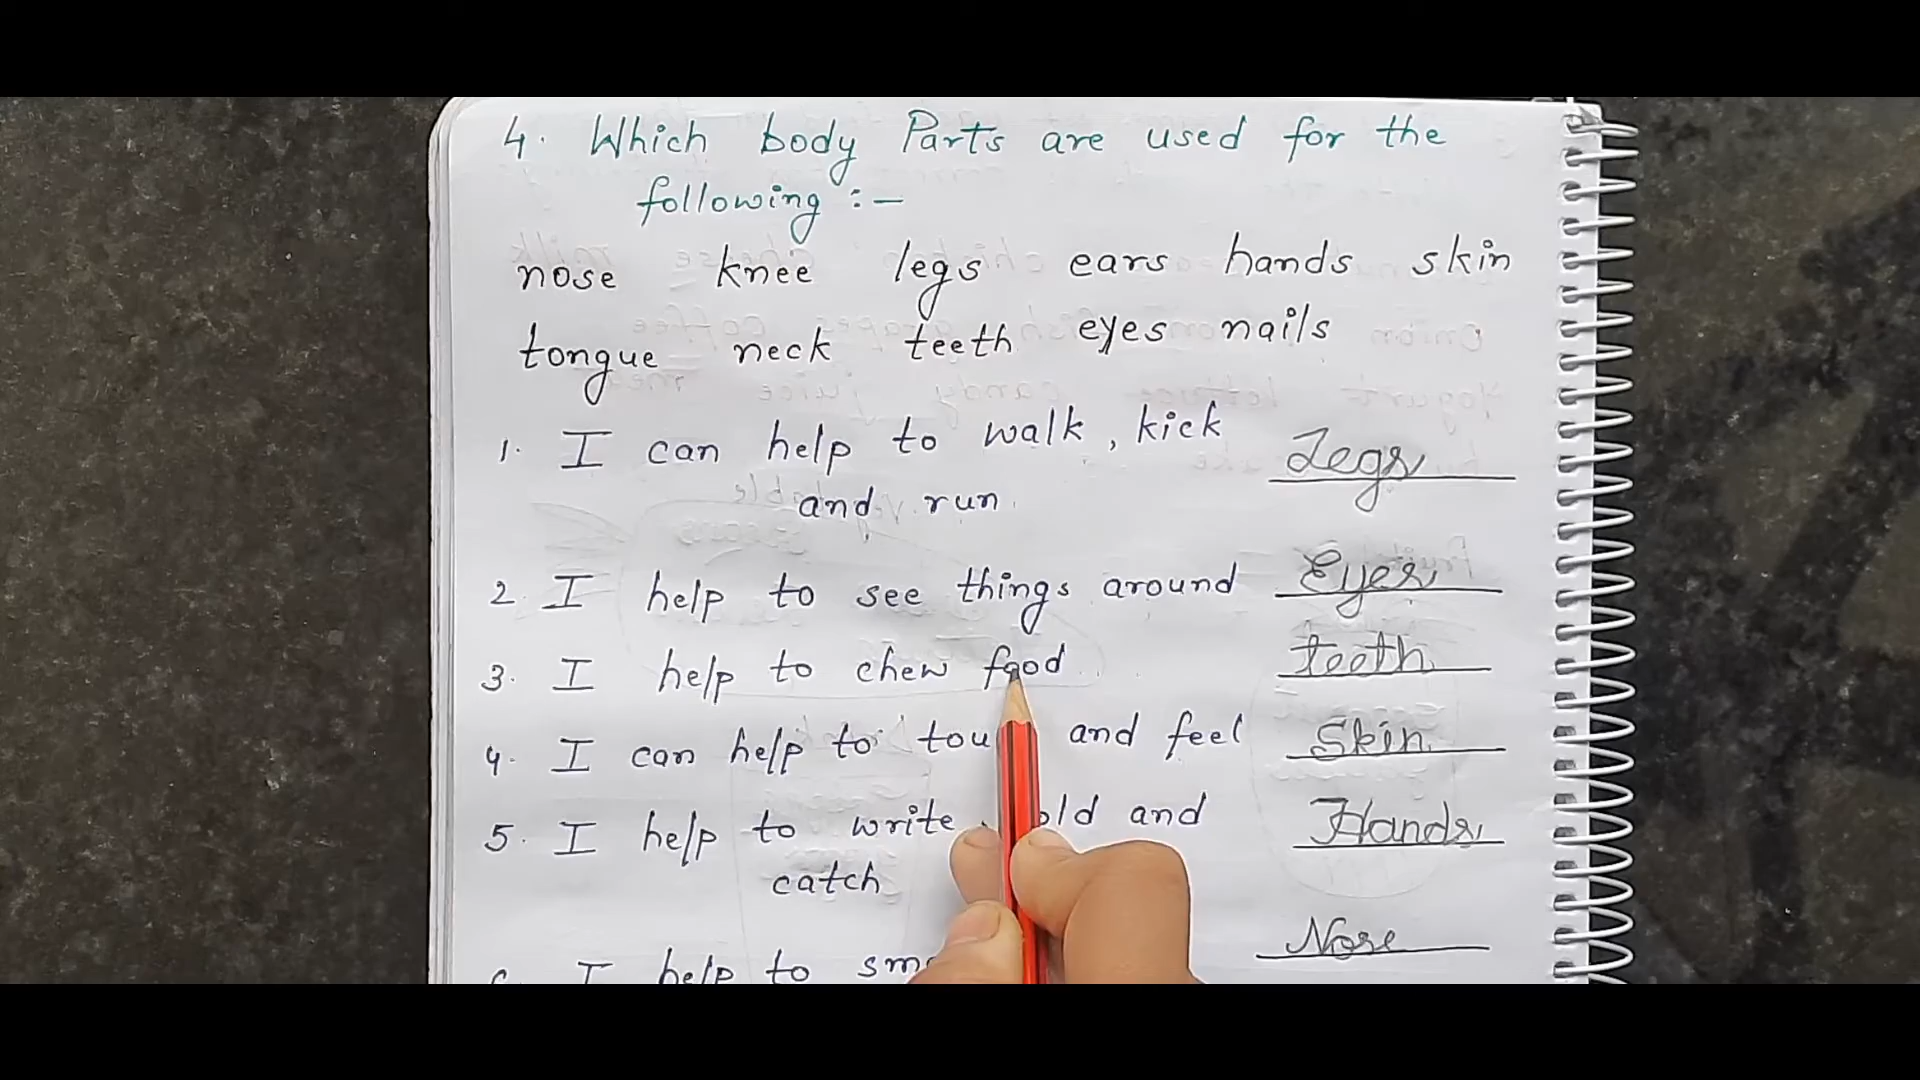 4. Which body Parts are used for the
following :-
nose knee legs ears hands skin
tongue neck teeth eyes nails
1. I can help to walk, kick Legs
and run.
2. I help to see things around Eyes
3. I help to chew food. teeth
4. I can help to and feel Skin
5. I help to write, and Hands
catch
I help to Nose